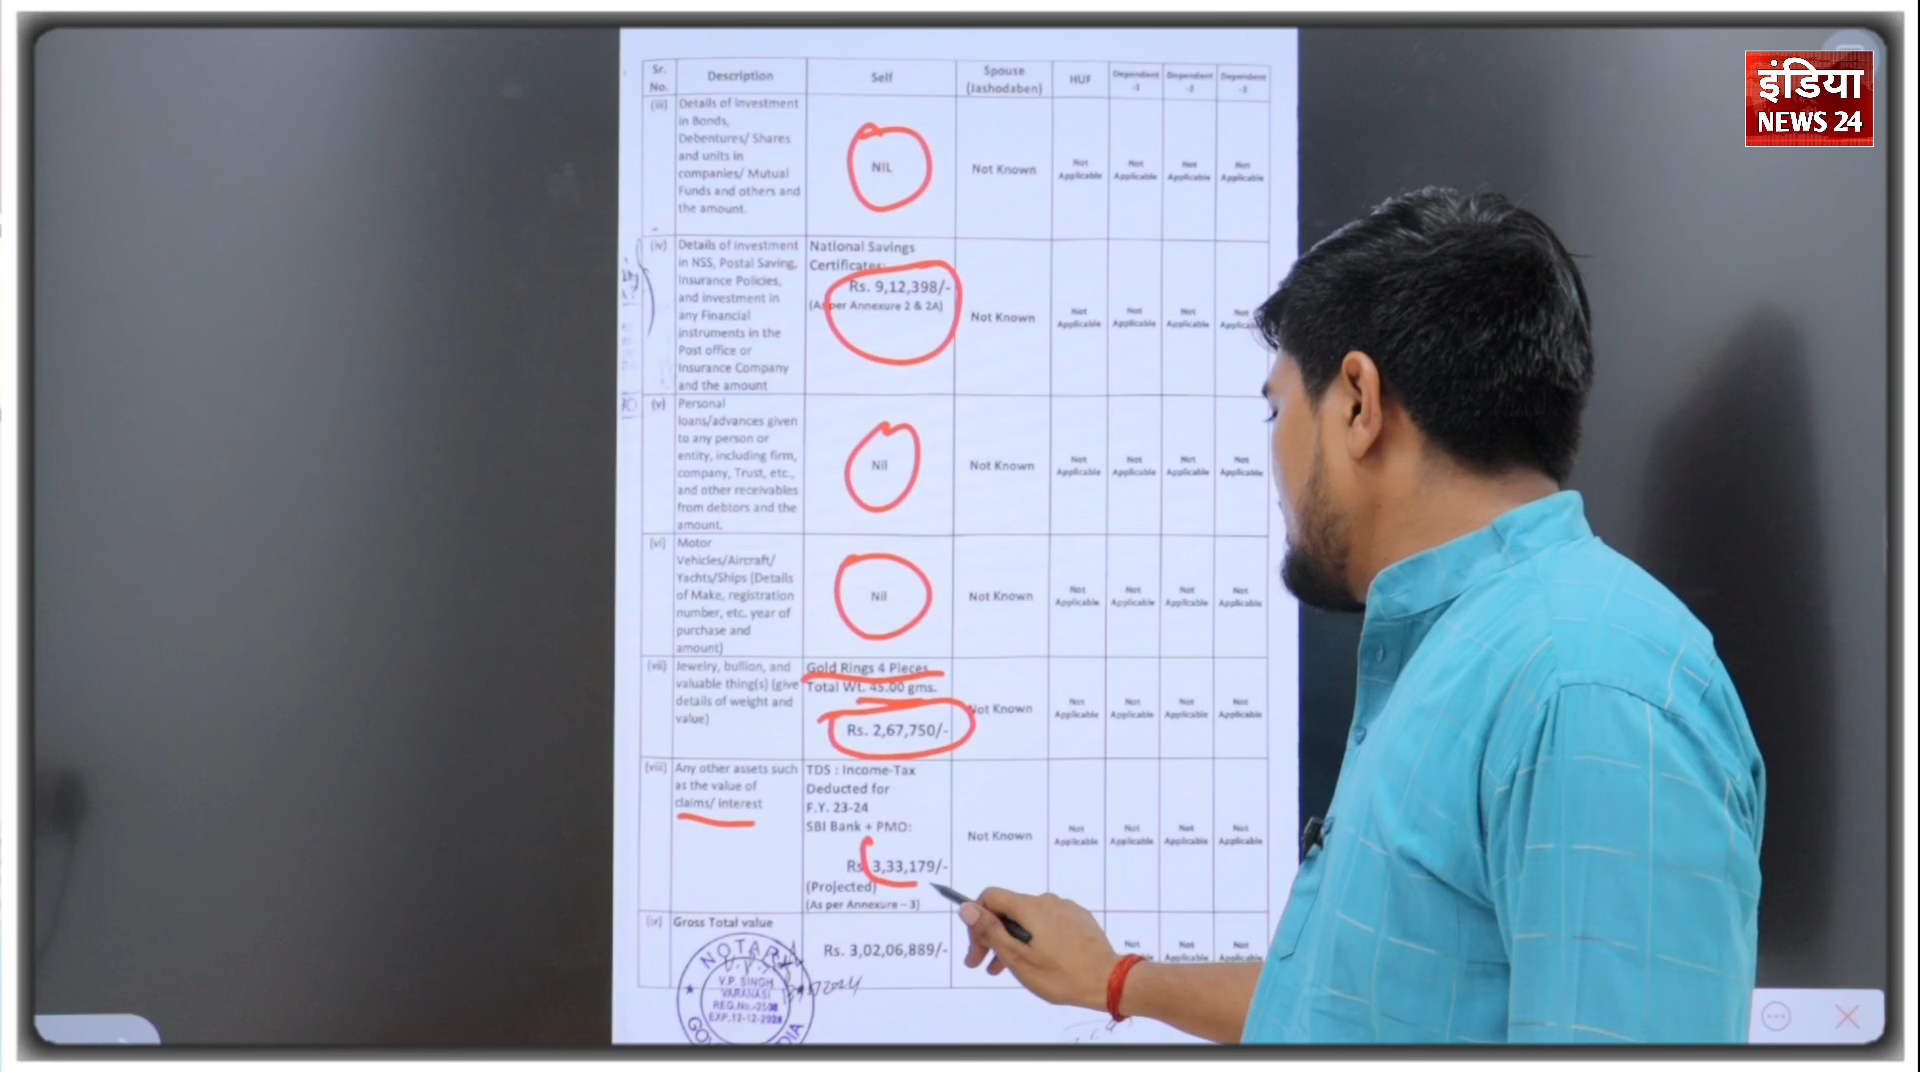 इंडिया
NEWS 24
Sr. No. Description Self Spouse (Jashodaben) HUF Dependent -1 Dependent -2 Dependent -3
(iii) Details of investment
in Bonds,
Debentures/ Shares
and units in
companies/ Mutual
Funds and others and
the amount.
NIL
Not Known
Not Applicable
Not Applicable
Not Applicable
Not Applicable
(iv) Details of investment
in NSS, Postal Saving,
Insurance Policies,
and investment in
any Financial
instruments in the
Post office or
Insurance Company
and the amount
National Savings
Certificates:
Rs. 9,12,398/-
(As per Annexure 2 & 2A)
Not Known
Not Applicable
Not Applicable
Not Applicable
Not
(v) Personal
loans/advances given
to any person or
entity, including firm,
company, Trust, etc.,
and other receivables
from debtors and the
amount.
Nil
Not Known
Not Applicable
Not Applicable
Not Applicable
Not Applicable
(vi) Motor
Vehicles/Aircraft/
Yachts/Ships (Details
of Make, registration
number, etc. year of
purchase and
amount)
Nil
Not Known
Not Applicable
Not Applicable
Not Applicable
Not Applicable
(vii) Jewelry, bullion, and
valuable thing(s) (give
details of weight and
value)
Gold Rings 4 Pieces
Total Wt. 45.00 gms.
Rs. 2,67,750/-
Not Known
Not Applicable
Not Applicable
Not Applicable
Not Applicable
(viii) Any other assets such
as the value of
claims/ interest
TDS : Income-Tax
Deducted for
F.Y. 23-24
SBI Bank + PMO:
Rs. 3,33,179/-
(Projected)
(As per Annexure – 3)
Not Known
Not Applicable
Not Applicable
Not Applicable
Not Applicable
(ix) Gross Total value
Rs. 3,02,06,889/-
Not
Not Applicable
Not Applicable
NOTARY
V.P. SINGH
VARANASI
REG.No.-2508